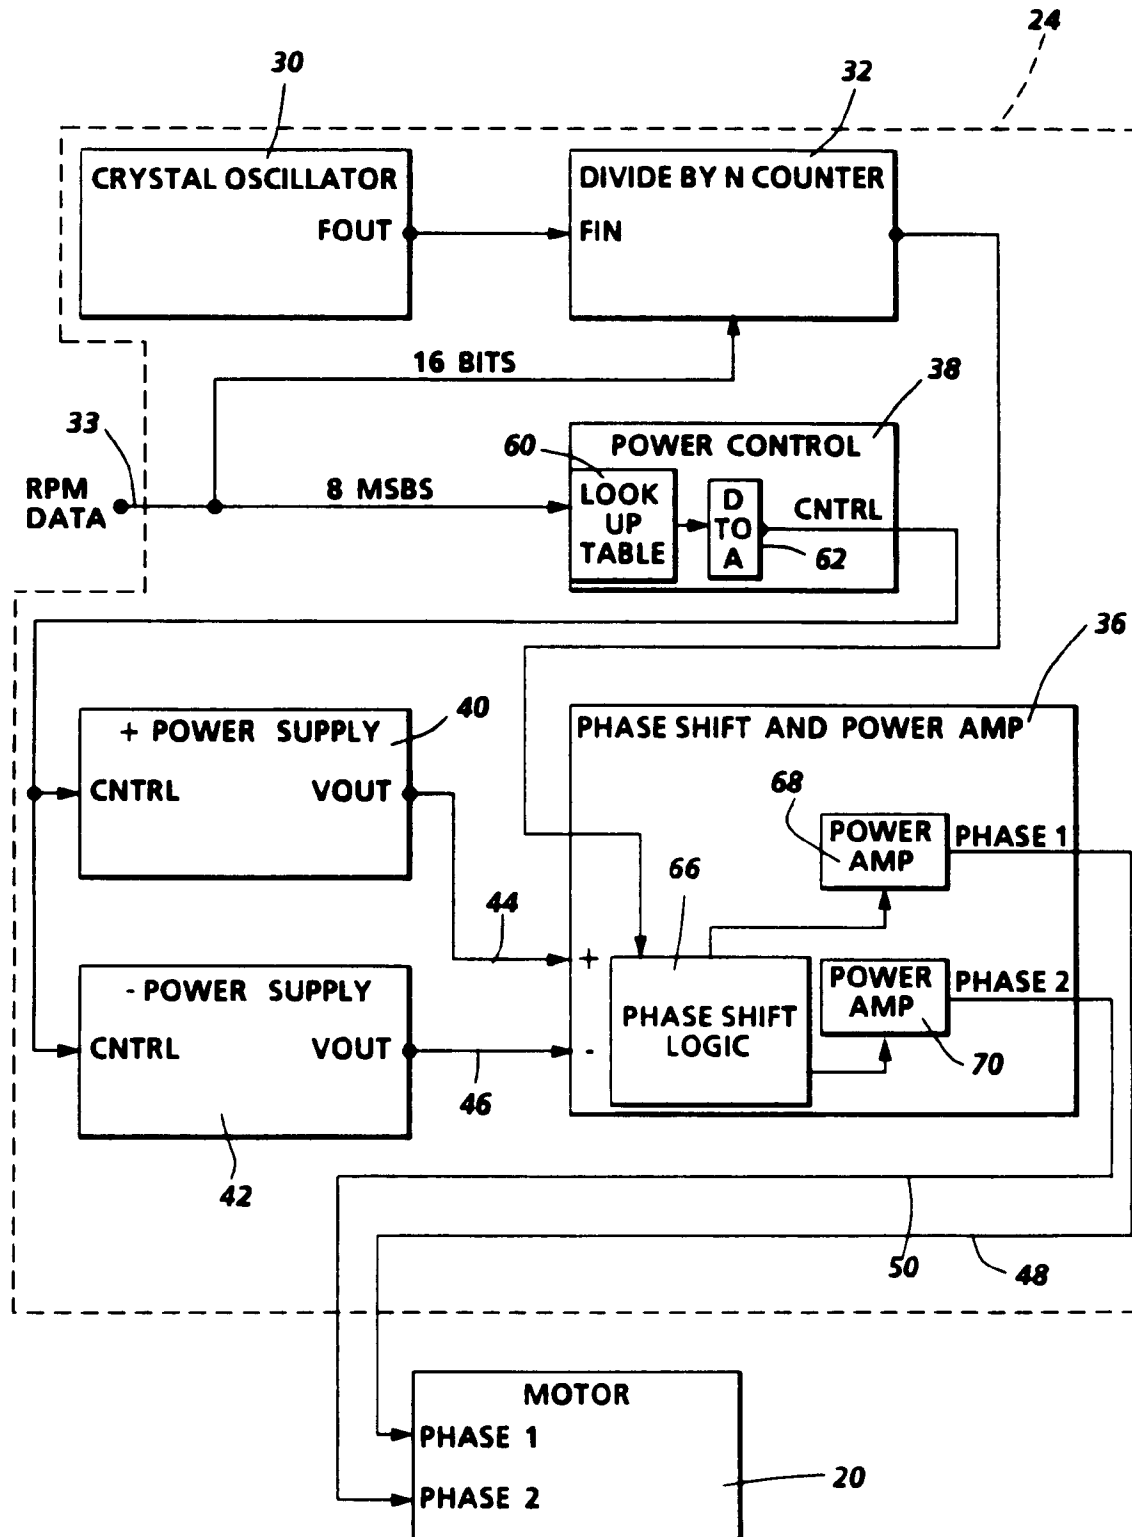 24
30
32
CRYSTAL OSCILLATOR
FOUT
DIVIDE BY N COUNTER
FIN
16 BITS
38
33
RPM
DATA
8 MSBS
60
POWER CONTROL
LOOK
UP
TABLE
D
TO
A
CNTRL
62
36
40
+ POWER SUPPLY
CNTRL
VOUT
PHASE SHIFT AND POWER AMP
68
POWER
AMP
PHASE 1
66
44
+
- POWER SUPPLY
CNTRL
VOUT
46
-
PHASE SHIFT
LOGIC
POWER
AMP
PHASE 2
70
42
50
48
MOTOR
PHASE 1
PHASE 2
20